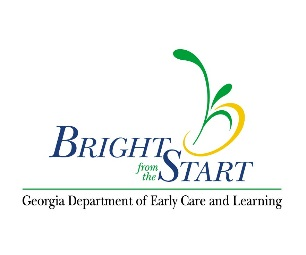 BRIGHT
from
the START
Georgia Department of Early Care and Learning